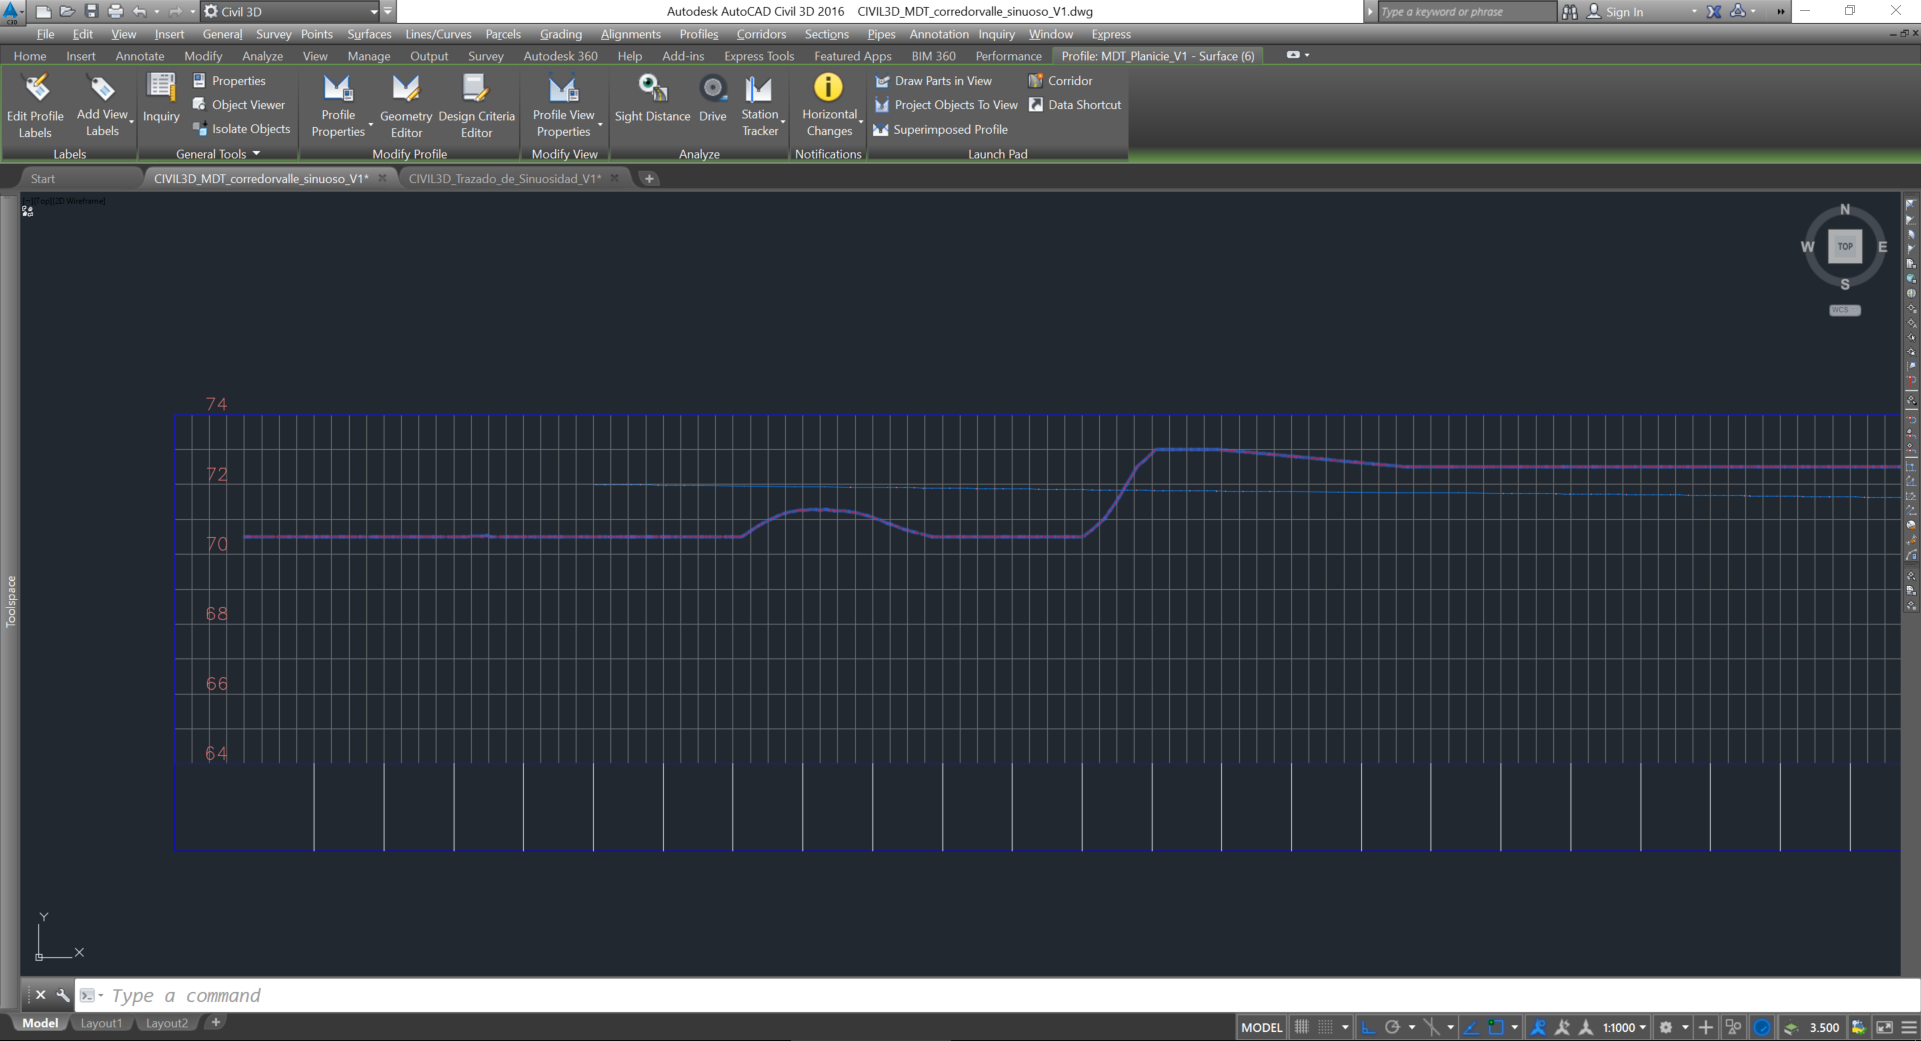 Civil 3D
Autodesk AutoCAD Civil 3D 2016 CIVIL3D_MDT_corredorvalle_sinuoso_V1.dwg
Type a keyword or phrase
Sign In
File Edit View Insert General Survey Points Surfaces Lines/Curves Parcels Grading Alignments Profiles Corridors Sections Pipes Annotation Inquiry Window Express
Home Insert Annotate Modify Analyze View Manage Output Survey Autodesk 360 Help Add-ins Express Tools Featured Apps BIM 360 Performance Profile: MDT_Planicie_V1 - Surface (6)
Edit Profile Labels
Add View Labels
Labels
Inquiry
Properties
Object Viewer
Isolate Objects
General Tools
Profile Properties
Geometry Editor
Design Criteria Editor
Modify Profile
Profile View Properties
Modify View
Sight Distance
Drive
Station Tracker
Analyze
Horizontal Changes
Notifications
Draw Parts in View
Project Objects To View
Superimposed Profile
Corridor
Data Shortcut
Launch Pad
Start
CIVIL3D_MDT_corredorvalle_sinuoso_V1*
CIVIL3D_Trazado_de_Sinuosidad_V1*
[-][Top][2D Wireframe]
N
W TOP E
S
WCS
Toolspace
74
72
70
68
66
64
Y
X
Type a command
Model Layout1 Layout2
MODEL
1:1000
3.500